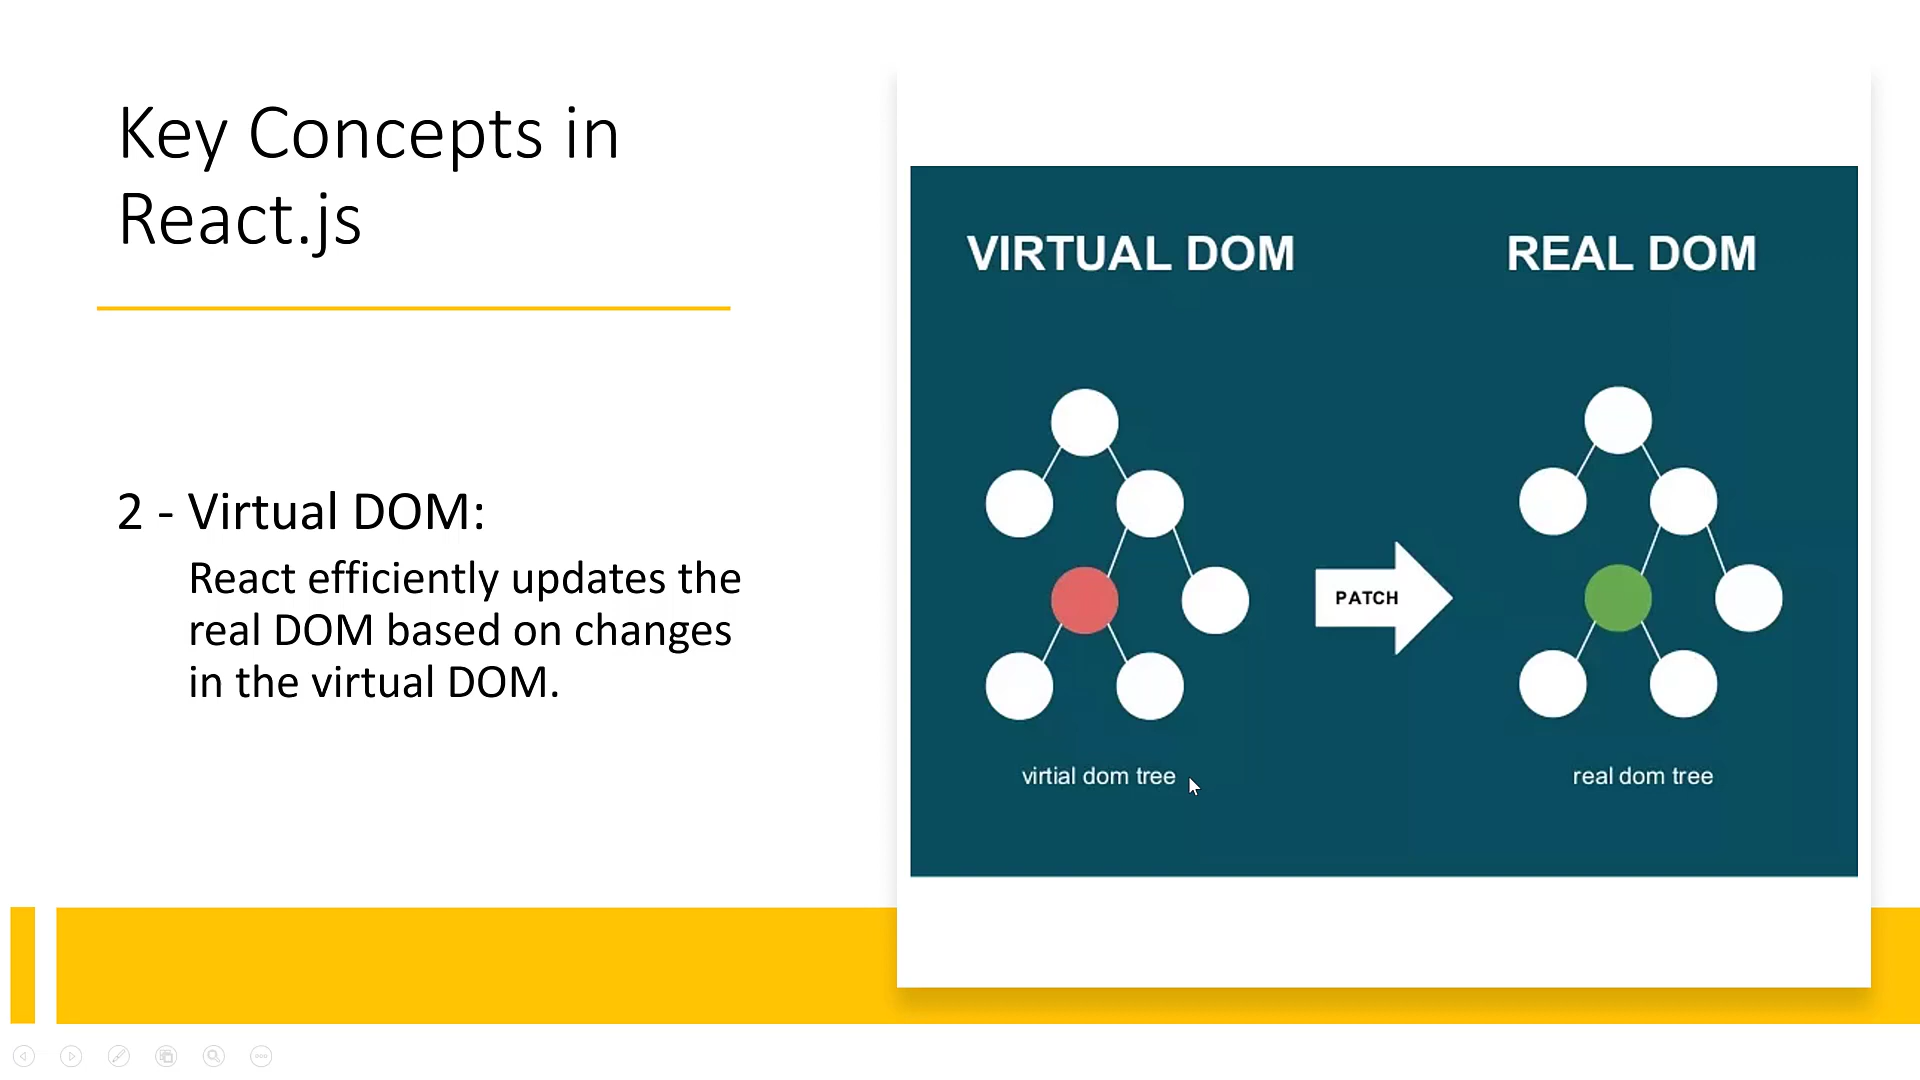 Key Concepts in
React.js
2 - Virtual DOM:
React efficiently updates the
real DOM based on changes
in the virtual DOM.
VIRTUAL DOM
REAL DOM
PATCH
virtial dom tree
real dom tree